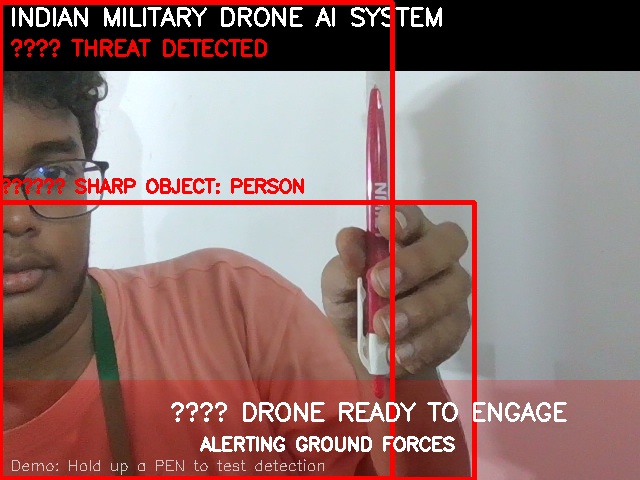 INDIAN MILITARY DRONE AI SYSTEM
???? THREAT DETECTED
?????? SHARP OBJECT: PERSON
???? DRONE READY TO ENGAGE
ALERTING GROUND FORCES
Demo: Hold up a PEN to test detection